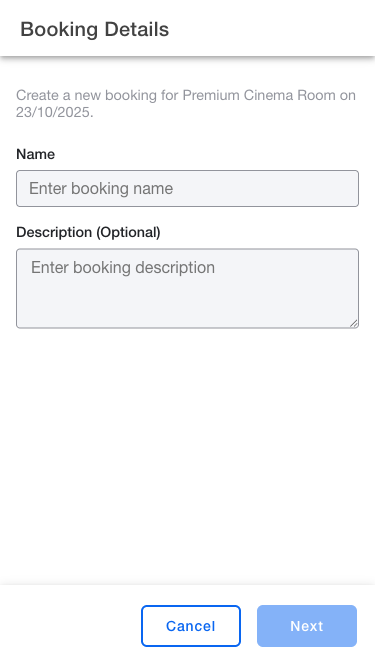 Booking Details
Create a new booking for Premium Cinema Room on
23/10/2025.
Name
Enter booking name
Description (Optional)
Enter booking description
Cancel
Next